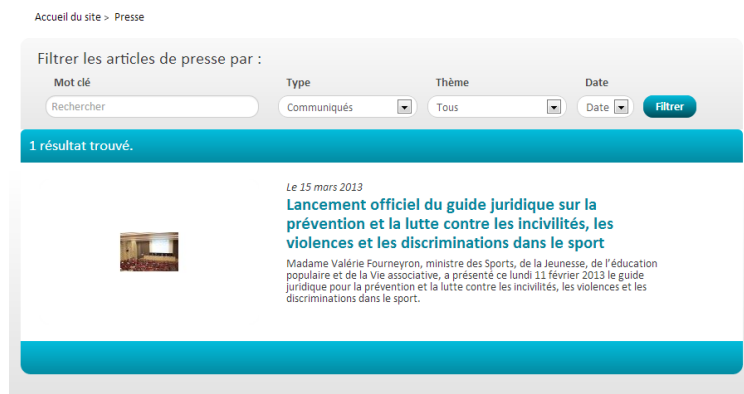 Accueil du site > Presse
Filtrer les articles de presse par :
Mot clé
Type
Thème
Date
Rechercher
Communiqués
Tous
Date
Filtrer
1 résultat trouvé.
Le 15 mars 2013
Lancement officiel du guide juridique sur la
prévention et la lutte contre les incivilités, les
violences et les discriminations dans le sport
Madame Valérie Fourneyron, ministre des Sports, de la Jeunesse, de l'éducation
populaire et de la Vie associative, a présenté ce lundi 11 février 2013 le guide
juridique pour la prévention et la lutte contre les incivilités, les violences et les
discriminations dans le sport.